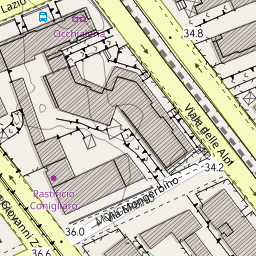 Lazio
Occhialeria
34.8
Viale delle Alpi
34.2
Via Mongerbino
Pastificio
Conigliaro
Giovanni Z
36.0
36.6